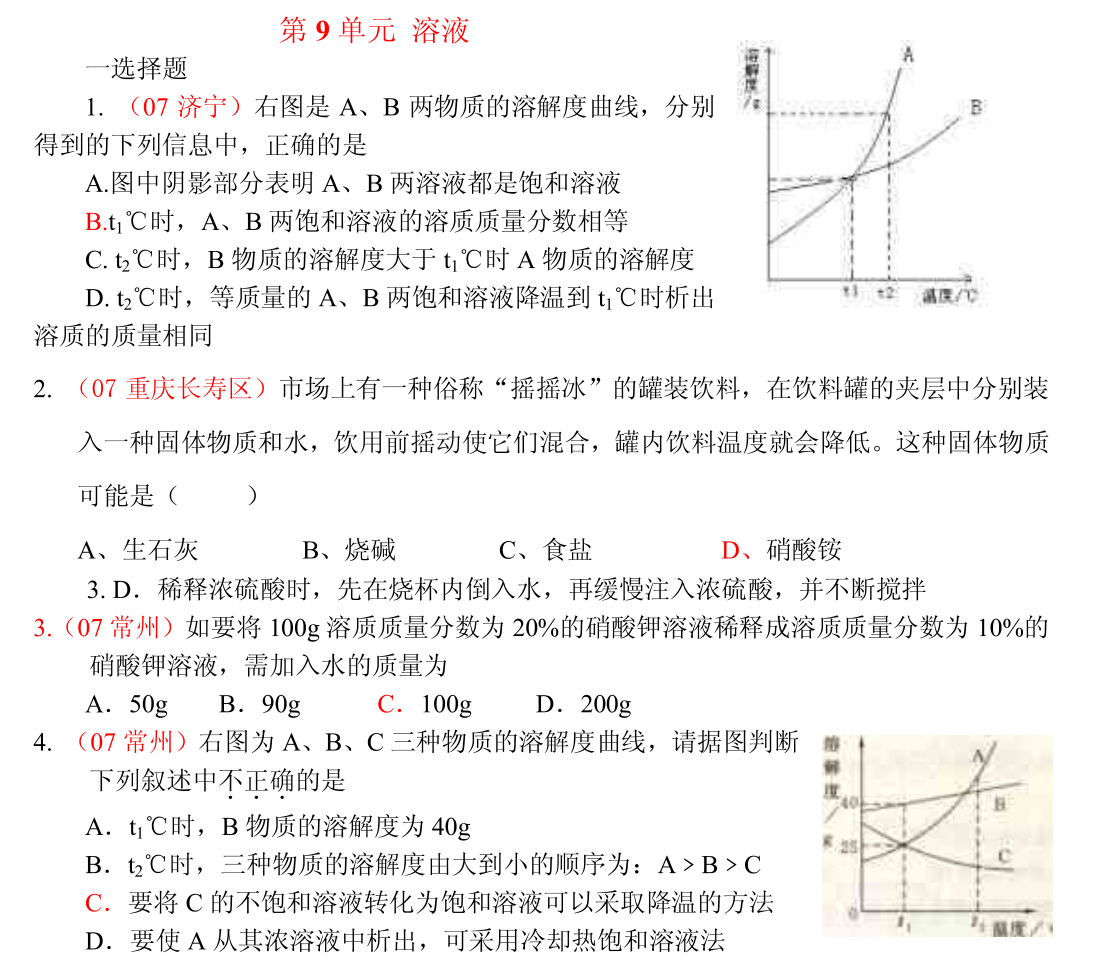 第 9 单元 溶液
一选择题
1. （07 济宁）右图是 A、B 两物质的溶解度曲线，分别
得到的下列信息中，正确的是
A.图中阴影部分表明 A、B 两溶液都是饱和溶液
B.t₁℃时，A、B 两饱和溶液的溶质质量分数相等
C. t₂℃时，B 物质的溶解度大于 t₁℃时 A 物质的溶解度
D. t₂℃时，等质量的 A、B 两饱和溶液降温到 t₁℃时析出
溶质的质量相同
溶解度/g
A
B
t1 t2 温度/℃
2. （07 重庆长寿区）市场上有一种俗称“摇摇冰”的罐装饮料，在饮料罐的夹层中分别装
入一种固体物质和水，饮用前摇动使它们混合，罐内饮料温度就会降低。这种固体物质
可能是（ ）
A、生石灰 B、烧碱 C、食盐 D、硝酸铵
3. D．稀释浓硫酸时，先在烧杯内倒入水，再缓慢注入浓硫酸，并不断搅拌
3.（07 常州）如要将 100g 溶质质量分数为 20%的硝酸钾溶液稀释成溶质质量分数为 10%的
硝酸钾溶液，需加入水的质量为
A．50g B．90g C．100g D．200g
4. （07 常州）右图为 A、B、C 三种物质的溶解度曲线，请据图判断
下列叙述中不正确的是
A．t₁℃时，B 物质的溶解度为 40g
B．t₂℃时，三种物质的溶解度由大到小的顺序为：A﹥B﹥C
C．要将 C 的不饱和溶液转化为饱和溶液可以采取降温的方法
D．要使 A 从其浓溶液中析出，可采用冷却热饱和溶液法
溶解度/g
A
40
B
25
C
0
t₁ t₂ 温度/